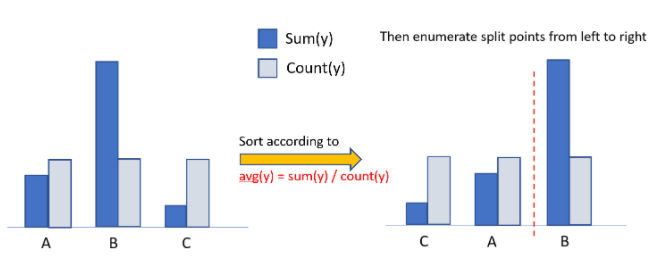 Sum(y)
Count(y)
Then enumerate split points from left to right
Sort according to
avg(y) = sum(y) / count(y)
A B C
C A B